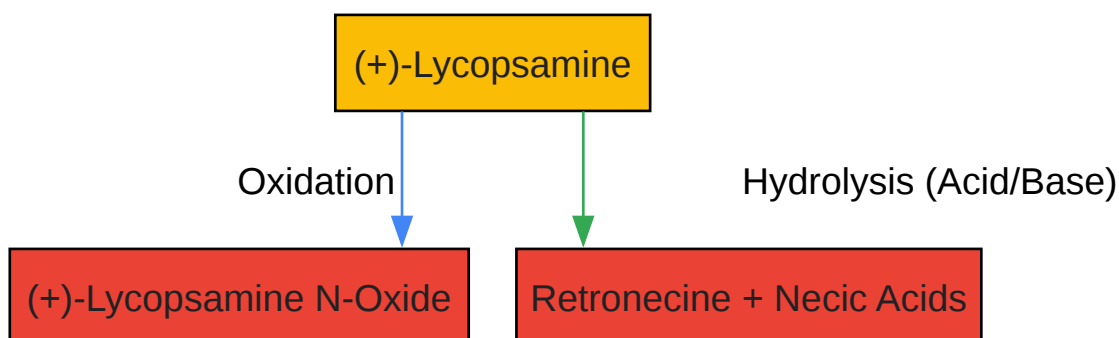 (+)-Lycopsamine
Oxidation
Hydrolysis (Acid/Base)
(+)-Lycopsamine N-Oxide
Retronecine + Necic Acids